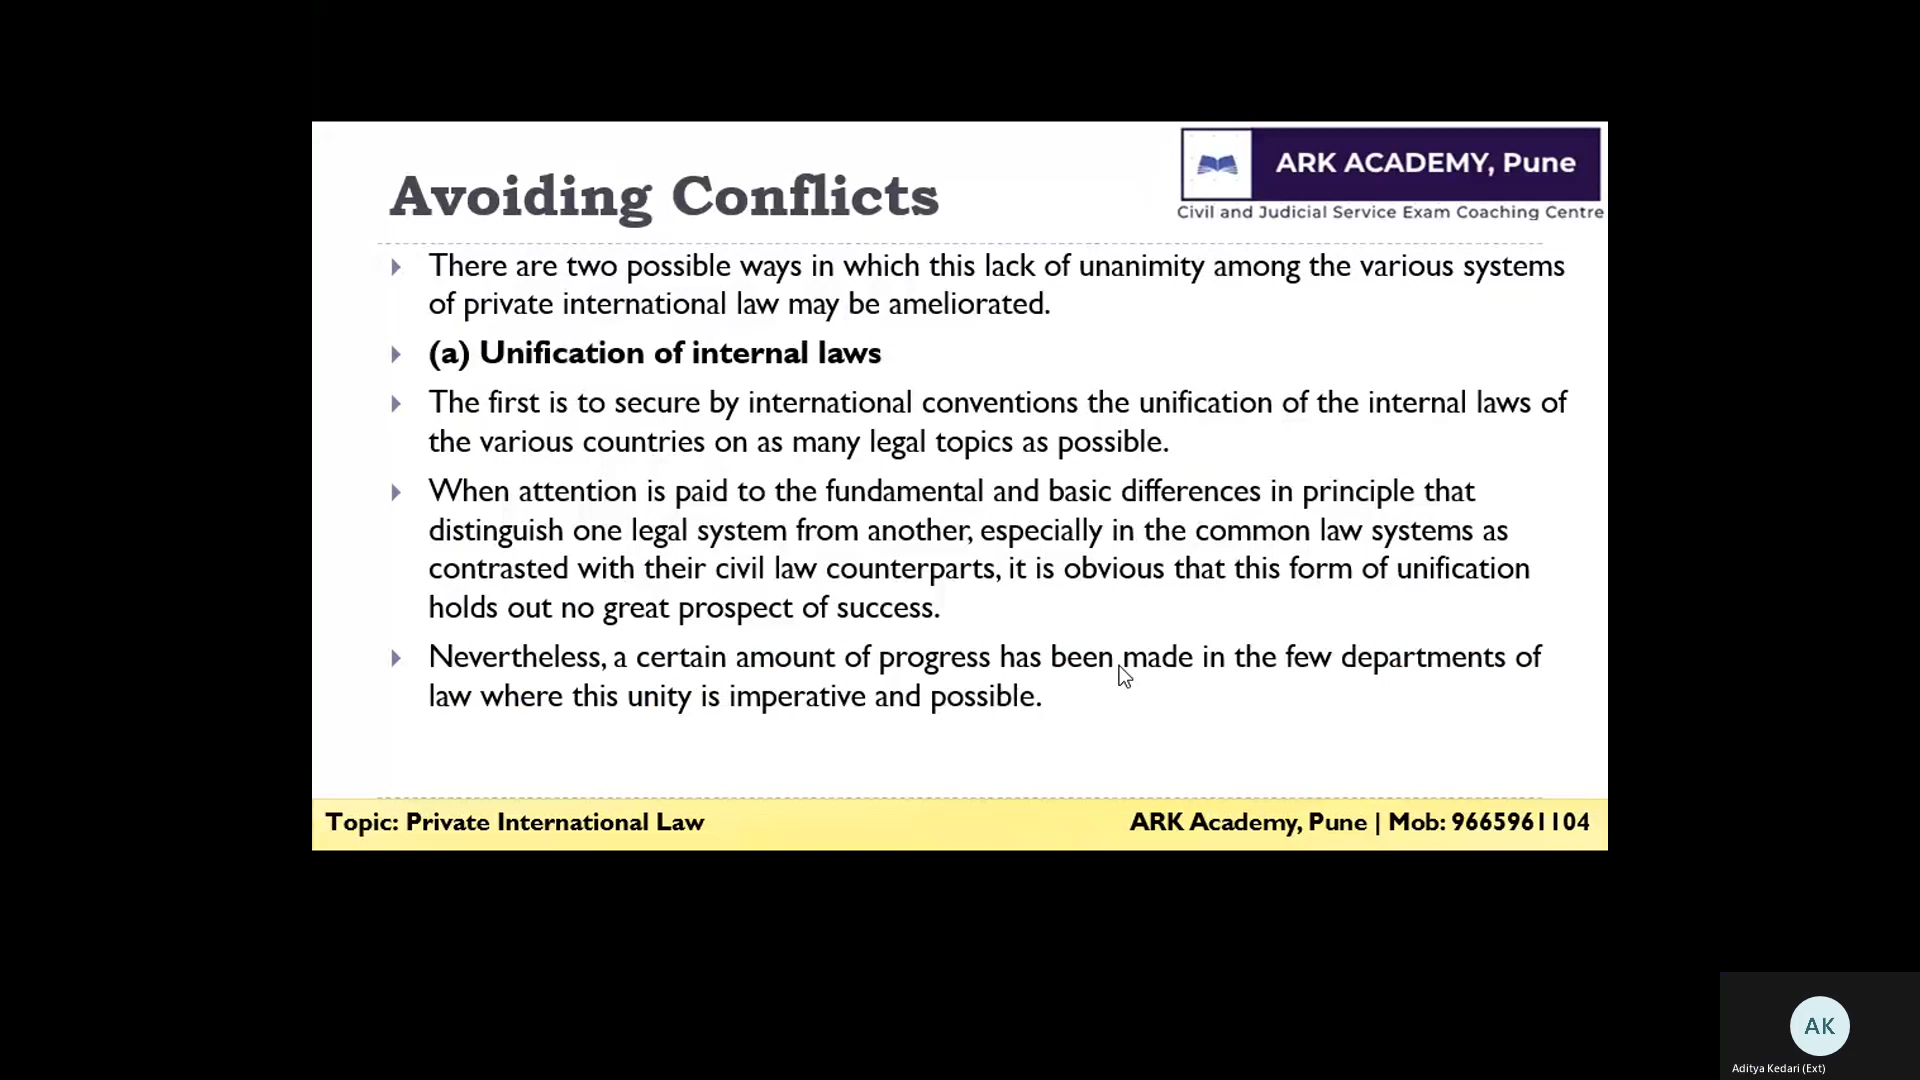 ARK ACADEMY, Pune
Civil and Judicial Service Exam Coaching Centre
Avoiding Conflicts
There are two possible ways in which this lack of unanimity among the various systems
of private international law may be ameliorated.
(a) Unification of internal laws
The first is to secure by international conventions the unification of the internal laws of
the various countries on as many legal topics as possible.
When attention is paid to the fundamental and basic differences in principle that
distinguish one legal system from another, especially in the common law systems as
contrasted with their civil law counterparts, it is obvious that this form of unification
holds out no great prospect of success.
Nevertheless, a certain amount of progress has been made in the few departments of
law where this unity is imperative and possible.
Topic: Private International Law
ARK Academy, Pune | Mob: 9665961104
AK
Aditya Kedari (Ext)